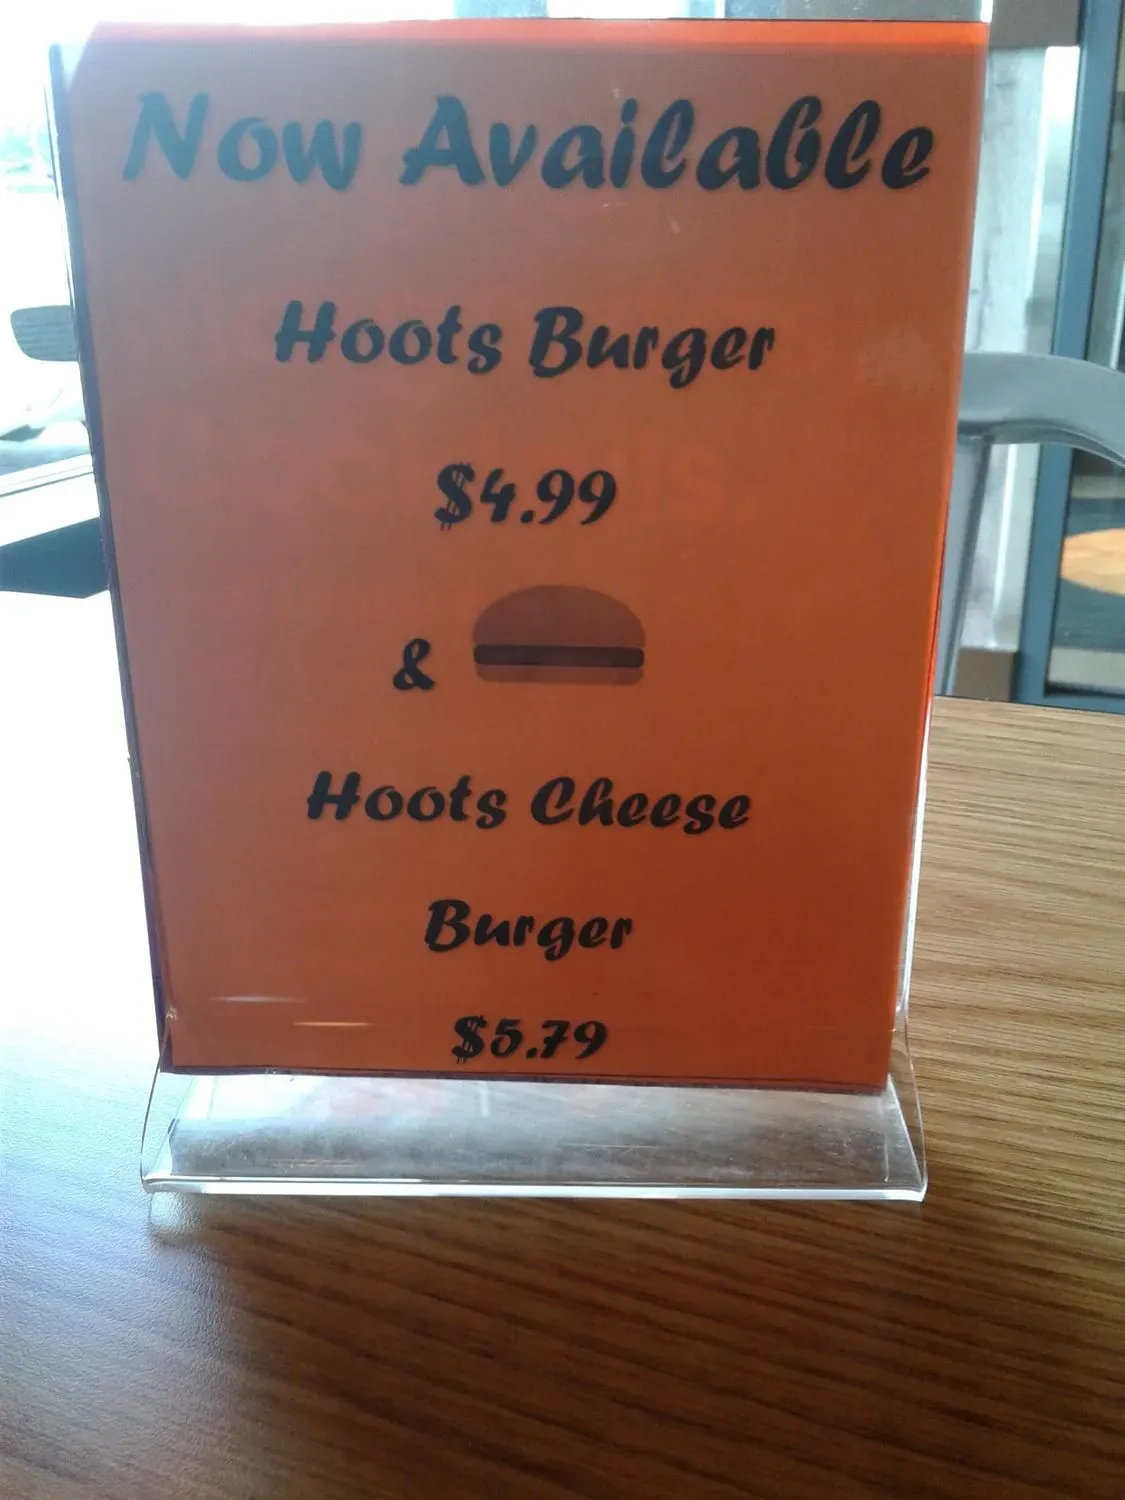 Now Available
Hoots Burger
$4.99
&
Hoots Cheese
Burger
$5.79